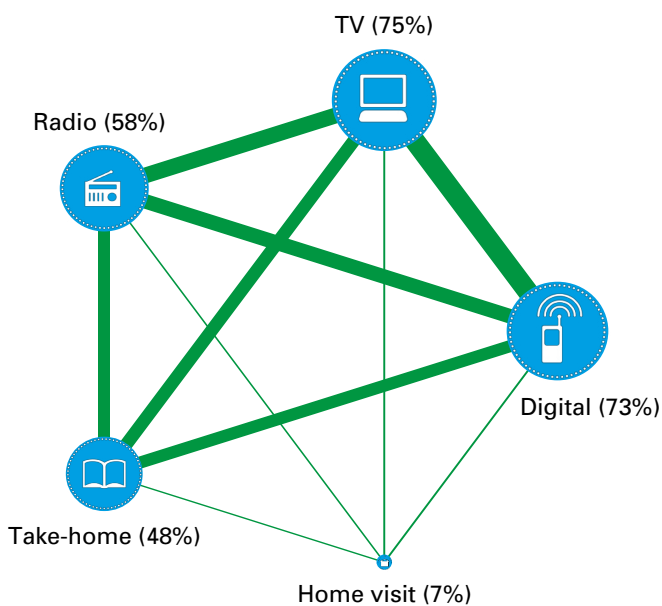 TV (75%)
Radio (58%)
Digital (73%)
Take-home (48%)
Home visit (7%)